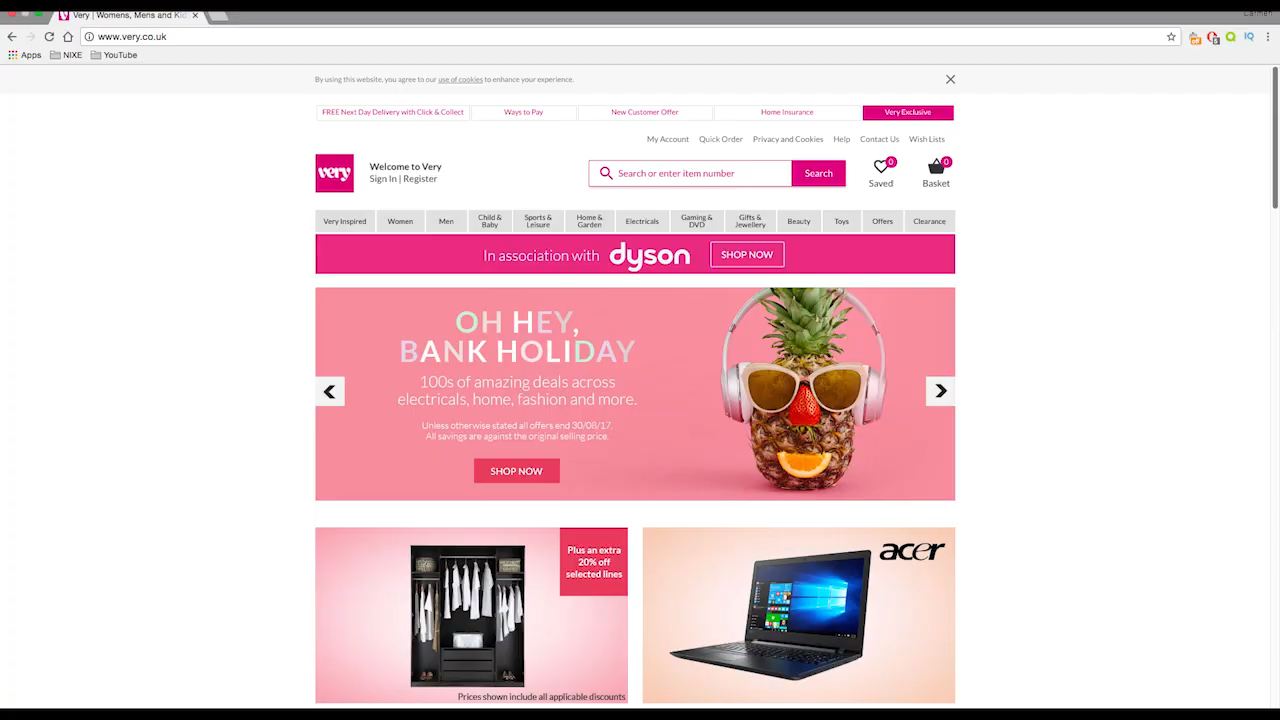 Very | Womens, Mens and Kid
Carmen
www.very.co.uk
IQ
Apps
NIXE
YouTube
By using this website, you agree to our use of cookies to enhance your experience.
FREE Next Day Delivery with Click & Collect
Ways to Pay
New Customer Offer
Home Insurance
Very Exclusive
My Account
Quick Order
Privacy and Cookies
Help
Contact Us
Wish Lists
very
Welcome to Very
Sign In | Register
Search or enter item number
Search
0
Saved
0
Basket
Very Inspired
Women
Men
Child &
Baby
Sports &
Leisure
Home &
Garden
Electricals
Gaming &
DVD
Gifts &
Jewellery
Beauty
Toys
Offers
Clearance
In association with dyson
SHOP NOW
OH HEY,
BANK HOLIDAY
100s of amazing deals across
electricals, home, fashion and more.
Unless otherwise stated all offers end 30/08/17.
All savings are against the original selling price.
SHOP NOW
Plus an extra
20% off
selected lines
Prices shown include all applicable discounts
acer